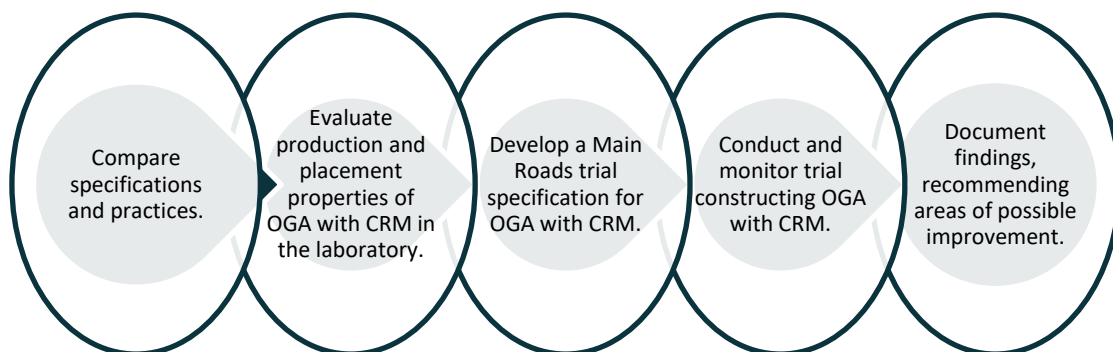 Compare
specifications
and practices.
Evaluate
production and
placement
properties of
OGA with CRM in
the laboratory.
Develop a Main
Roads trial
specification for
OGA with CRM.
Conduct and
monitor trial
constructing OGA
with CRM.
Document
findings,
recommending
areas of possible
improvement.